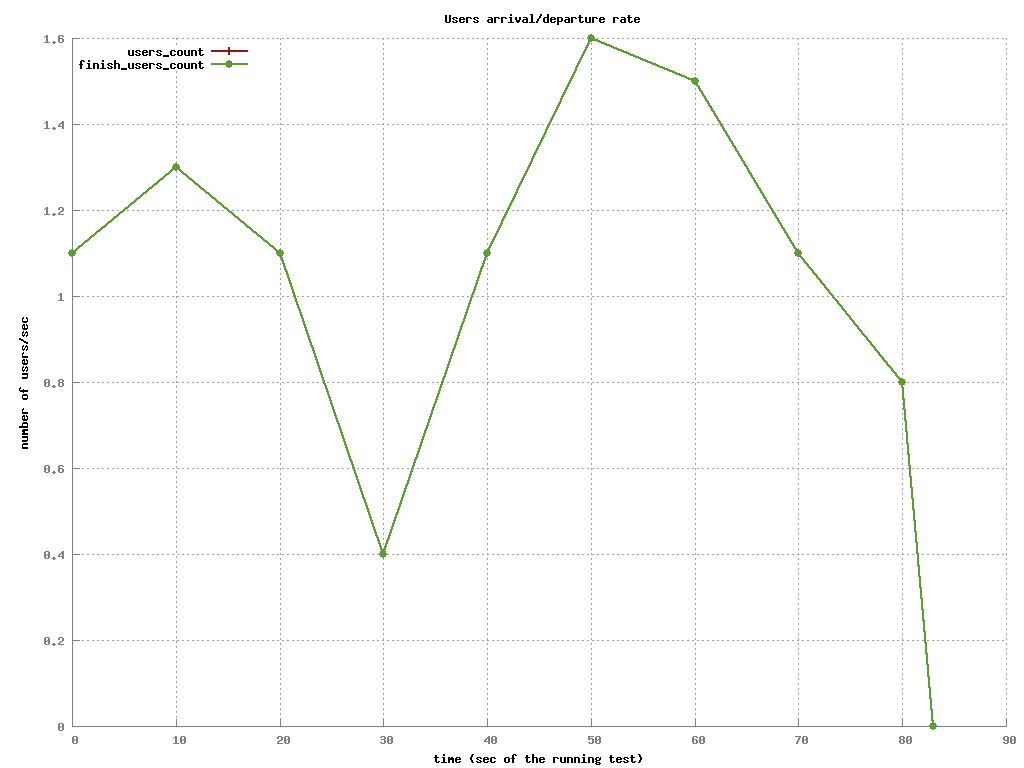 Users arrival/departure rate
users_count
finish_users_count
1.6
1.4
1.2
1
0.8
0.6
0.4
0.2
0
number of users/sec
0 10 20 30 40 50 60 70 80 90
time (sec of the running test)